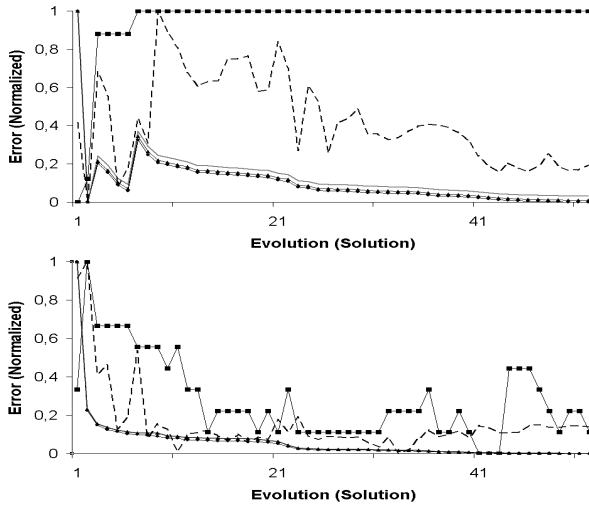 1
0,8
0,6
0,4
0,2
0
Error (Normalized)
1 21 41
Evolution (Solution)
1
0,8
0,6
0,4
0,2
0
Error (Normalized)
1 21 41
Evolution (Solution)